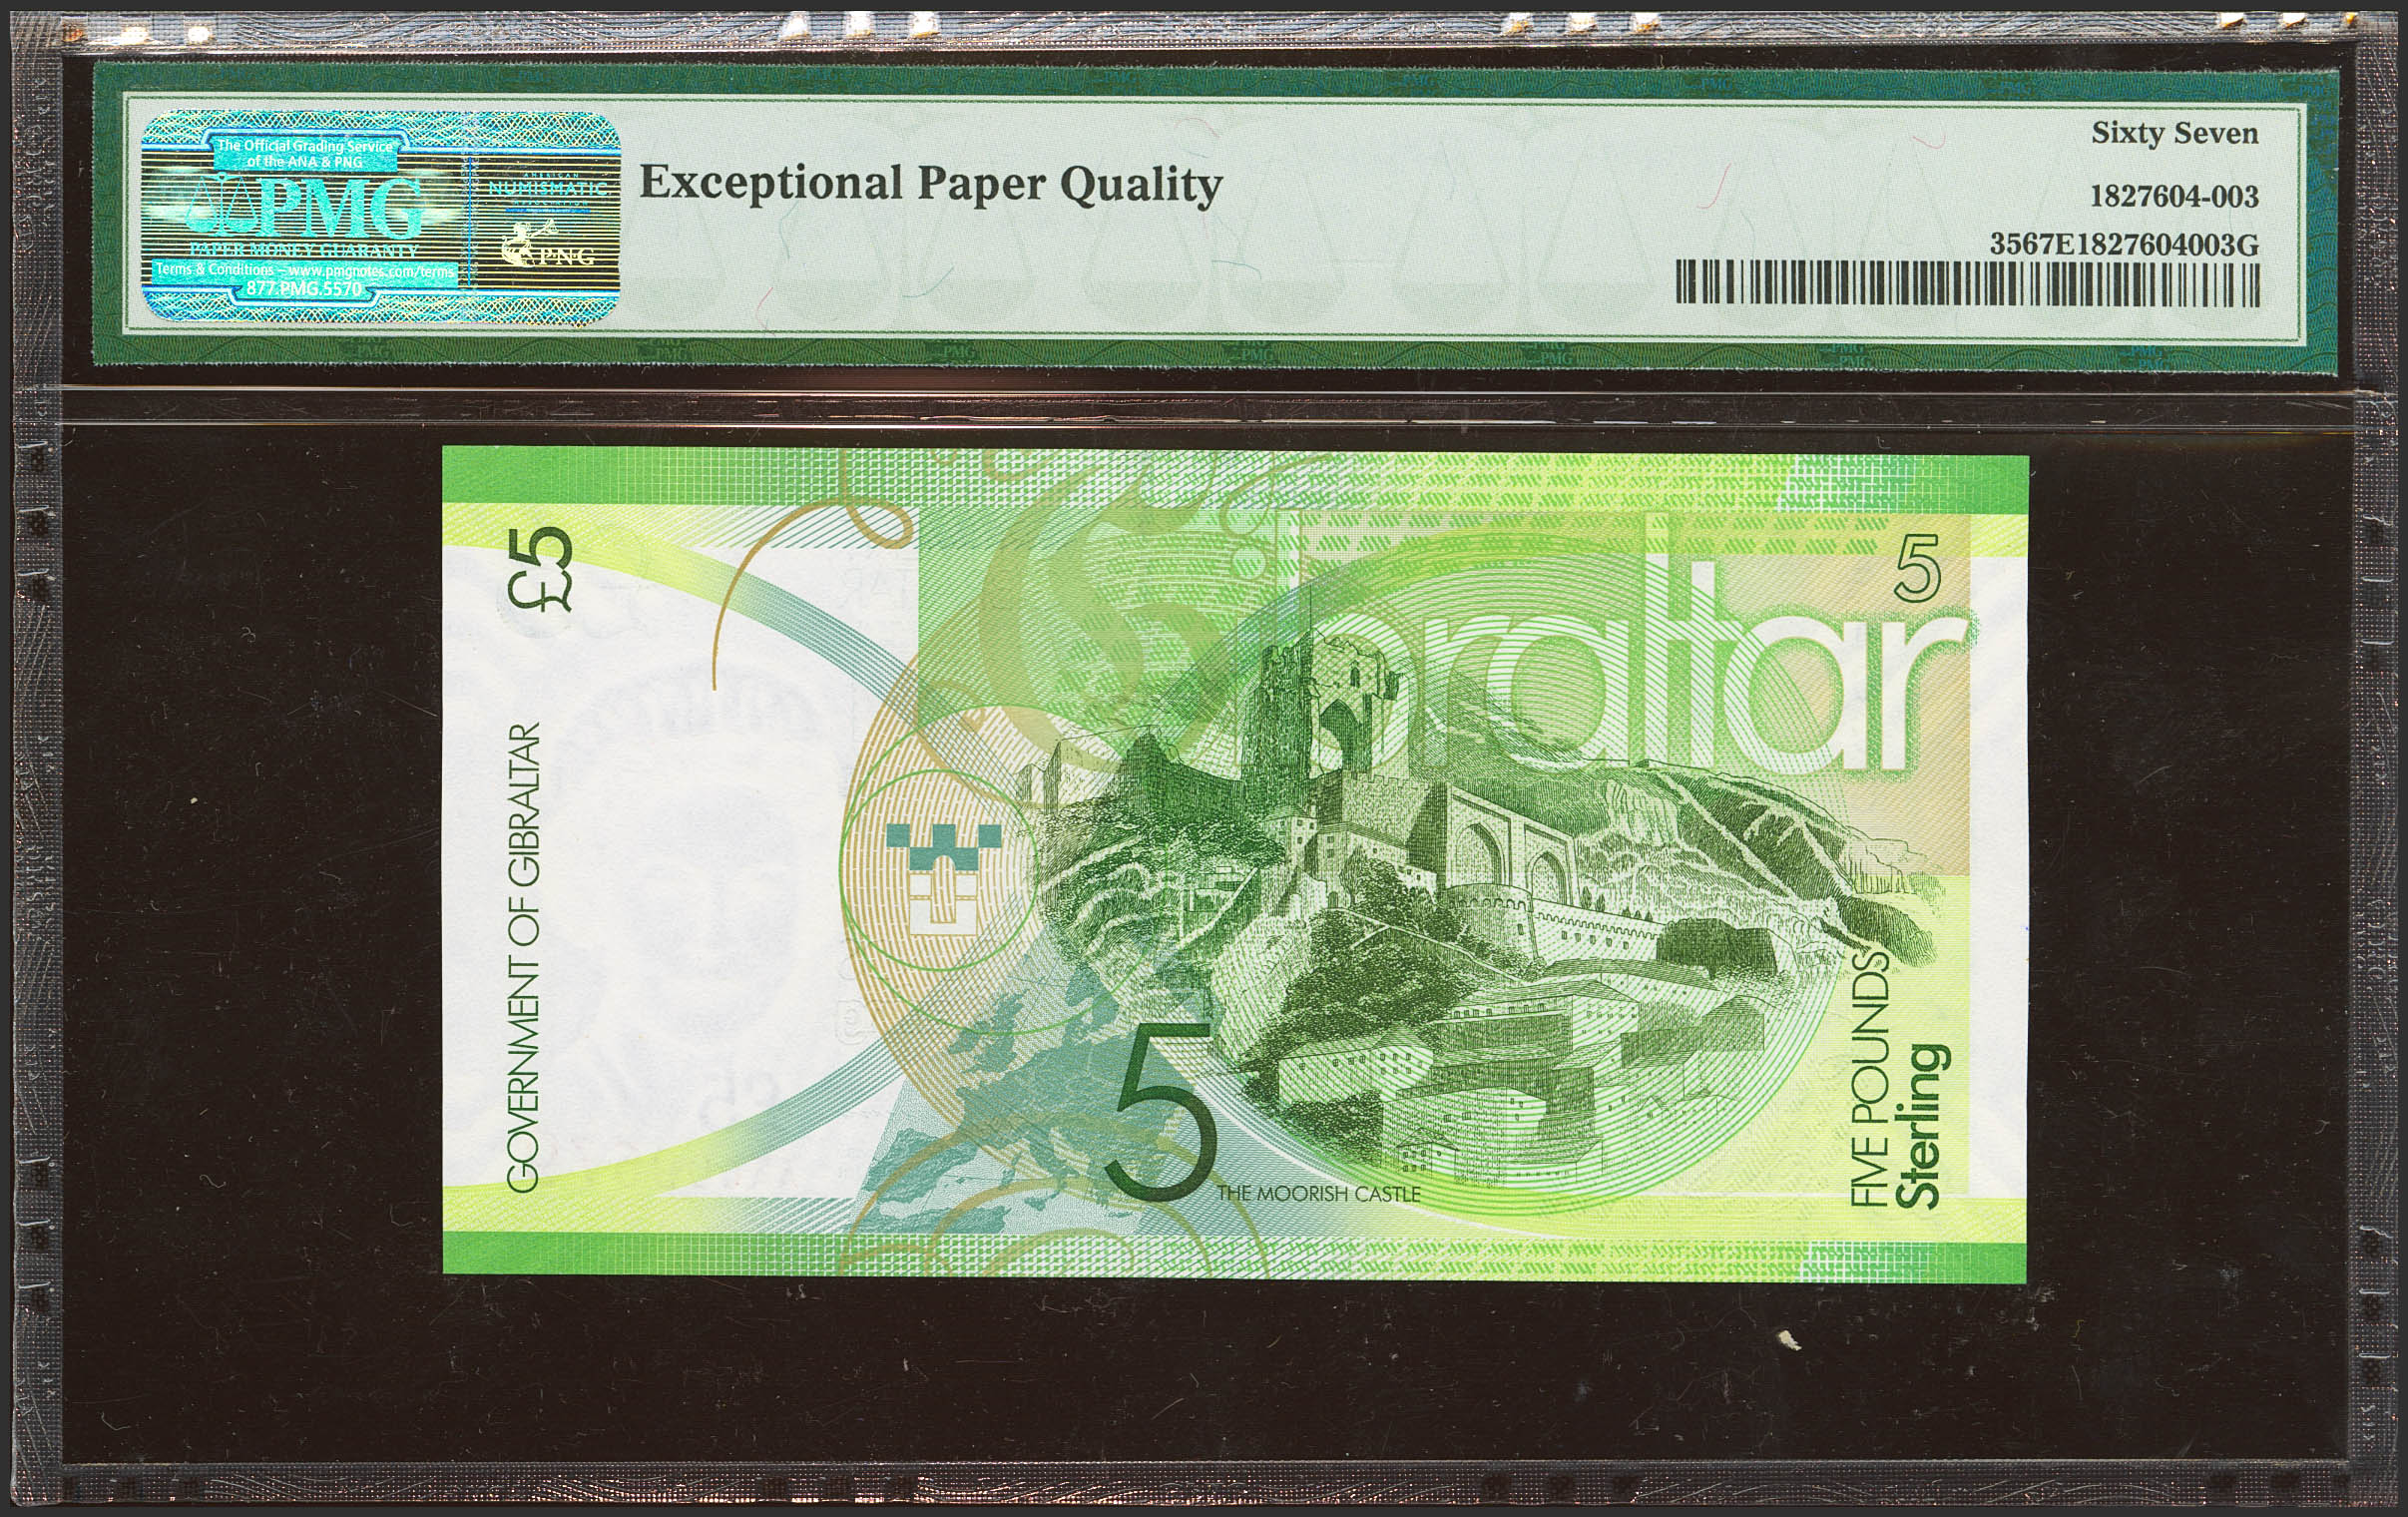 The Official Grading Service
of the ANA & PNG
PMG
PAPER MONEY GUARANTY
Terms & Conditions – www.pmgnotes.com/terms
877.PMG.5570
AMERICAN
NUMISMATIC
ASSOCIATION
PNG
Exceptional Paper Quality
Sixty Seven
1827604-003
3567E1827604003G
£5
GOVERNMENT OF GIBRALTAR
Gibraltar
5
5
THE MOORISH CASTLE
FIVE POUNDS
Sterling